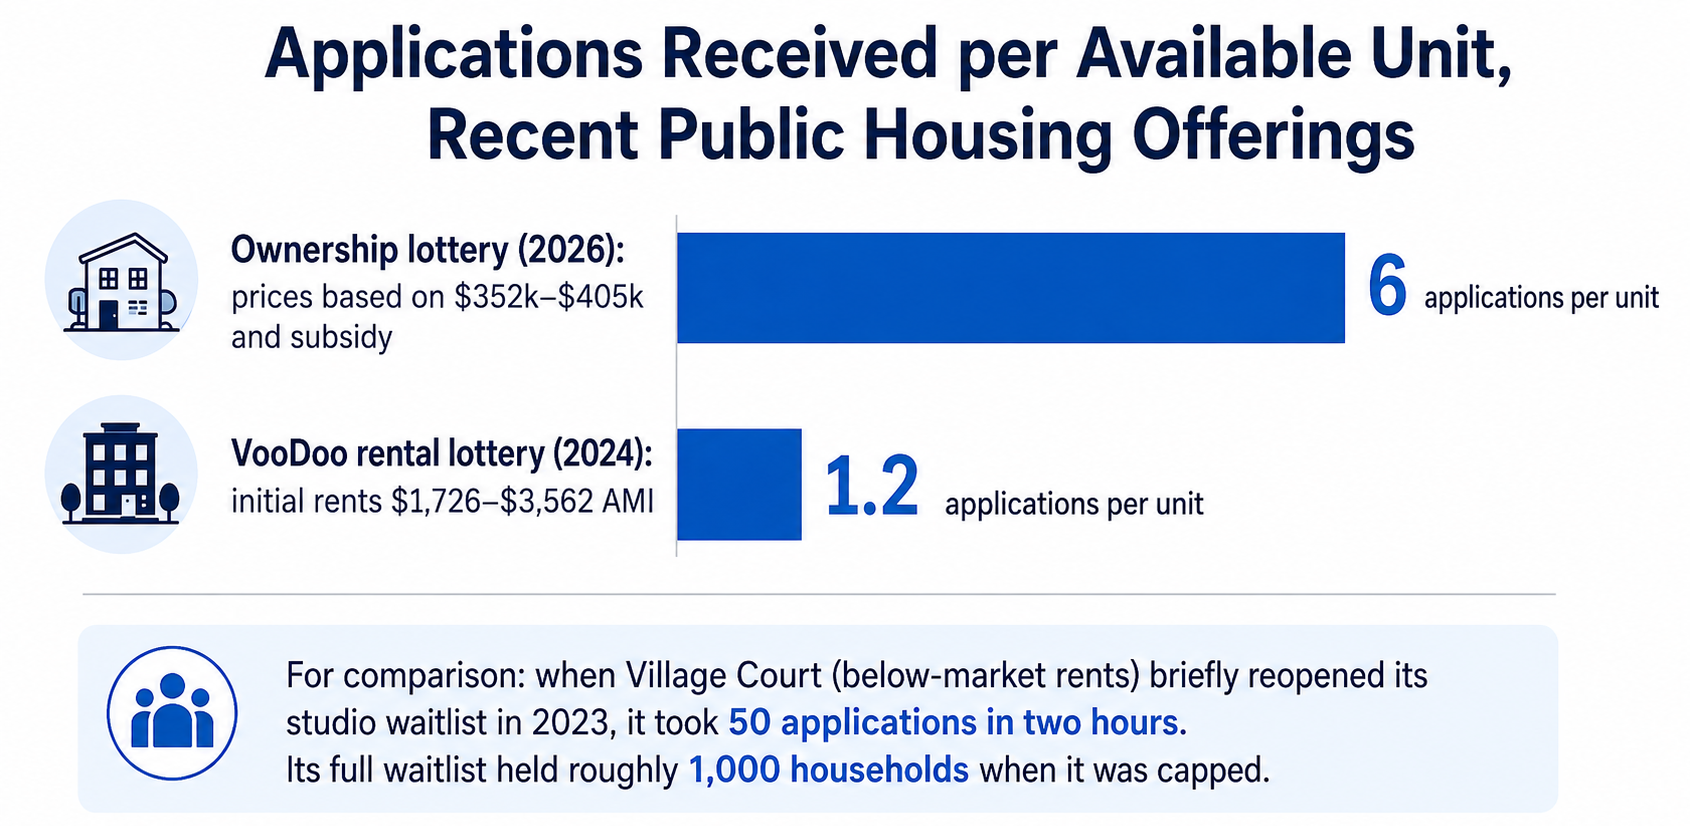 Applications Received per Available Unit,
Recent Public Housing Offerings
Ownership lottery (2026):
prices based on $352k–$405k
and subsidy
6 applications per unit
VooDoo rental lottery (2024):
initial rents $1,726–$3,562 AMI
1.2 applications per unit
For comparison: when Village Court (below-market rents) briefly reopened its
studio waitlist in 2023, it took 50 applications in two hours.
Its full waitlist held roughly 1,000 households when it was capped.